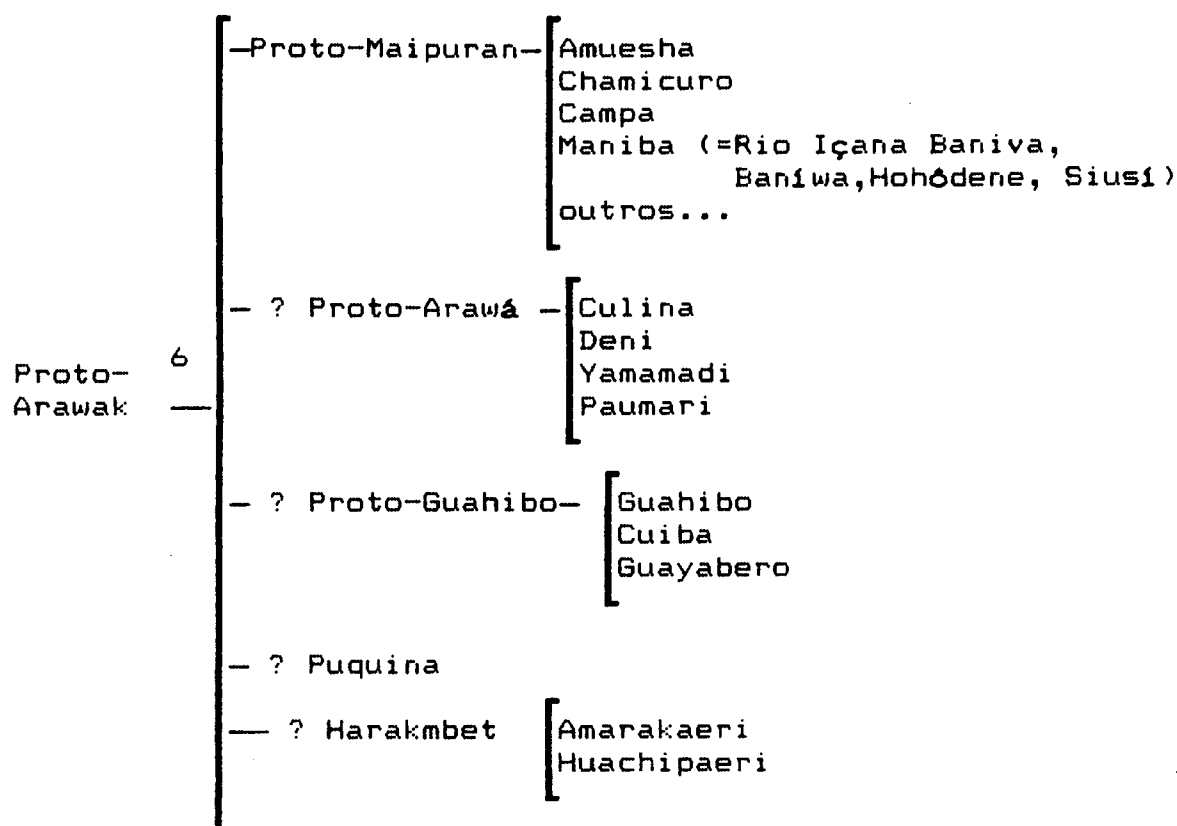 —Proto-Maipuran— Amuesha
Chamicuro
Campa
Maniba (=Rio Içana Baniva,
Baníwa,Hohódene, Siusí)
outros...
— ? Proto-Arawá — Culina
Deni
Yamamadi
Paumari
Proto- 6
Arawak —
— ? Proto-Guahibo— Guahibo
Cuiba
Guayabero
— ? Puquina
— ? Harakmbet Amarakaeri
Huachipaeri